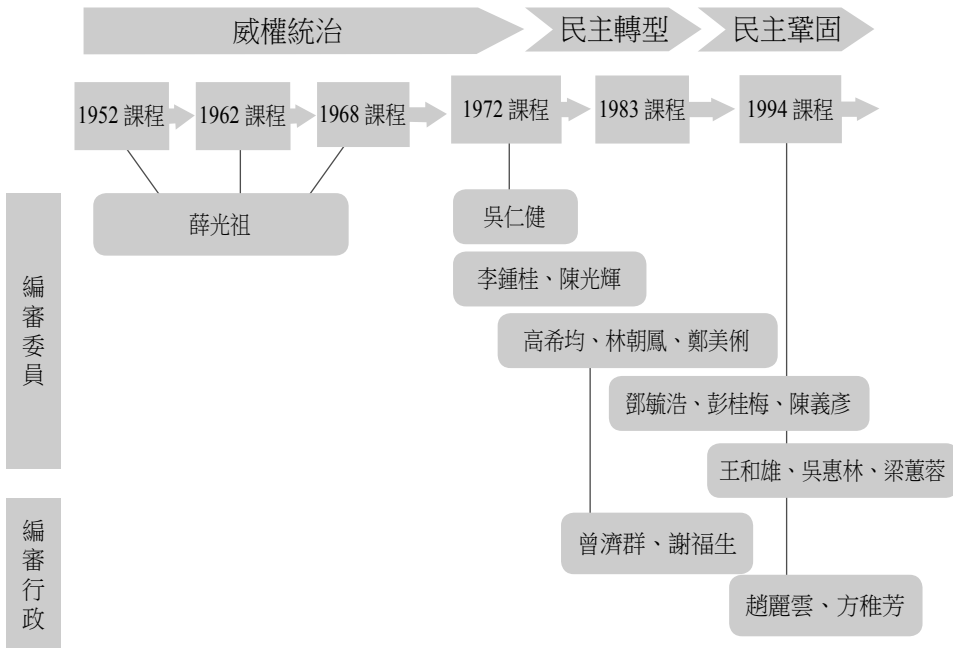 威權統治
民主轉型
民主鞏固
1952 課程
1962 課程
1968 課程
1972 課程
1983 課程
1994 課程
編審委員
薛光祖
吳仁健
李鍾桂、陳光輝
高希均、林朝鳳、鄭美俐
鄧毓浩、彭桂梅、陳義彥
王和雄、吳惠林、梁蕙蓉
編審行政
曾濟群、謝福生
趙麗雲、方稚芳